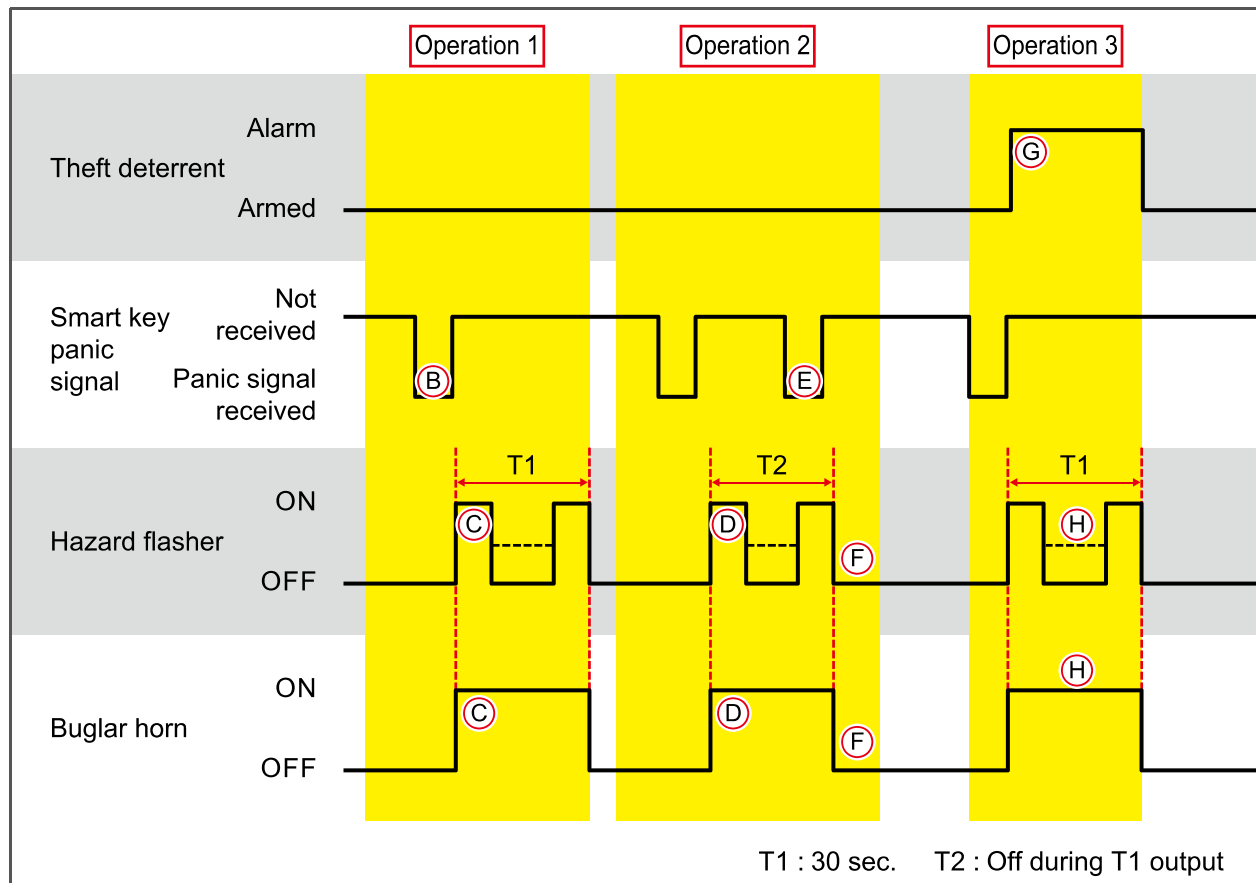 Operation 1
Operation 2
Operation 3
Theft deterrent
Alarm
G
Armed
Smart key
panic
signal
Not
received
Panic signal
received
B
E
Hazard flasher
T1
T2
T1
ON
C
D
H
OFF
F
Buglar horn
ON
H
C
D
F
OFF
T1 : 30 sec.
T2 : Off during T1 output